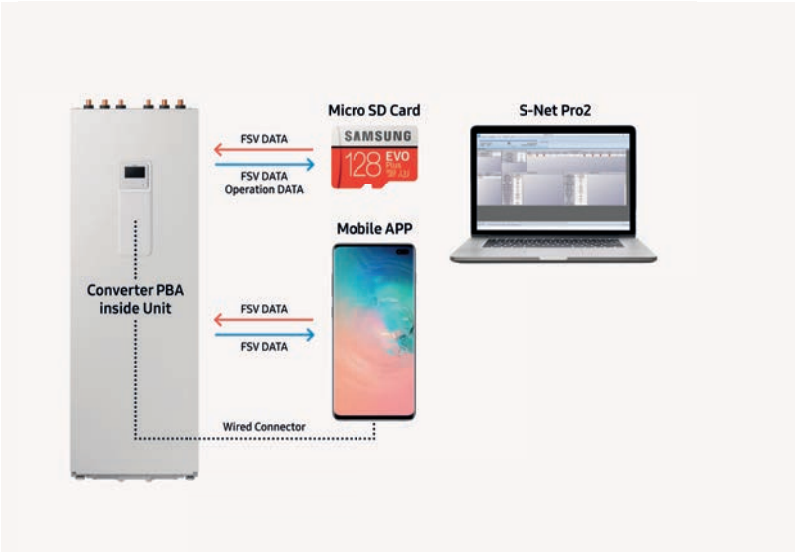 Micro SD Card
S-Net Pro2
FSV DATA
SAMSUNG
128 EVO
Plus
FSV DATA
Operation DATA
Mobile APP
Converter PBA
inside Unit
FSV DATA
FSV DATA
Wired Connector